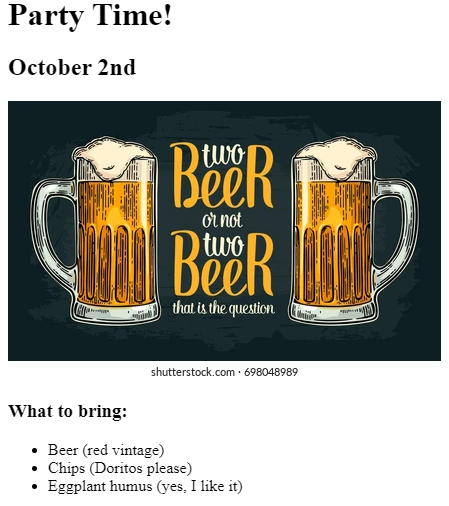 Party Time!
October 2nd
two
BeeR
or not
two
BeeR
that is the question
shutterstock.com · 698048989
What to bring:
• Beer (red vintage)
• Chips (Doritos please)
• Eggplant humus (yes, I like it)